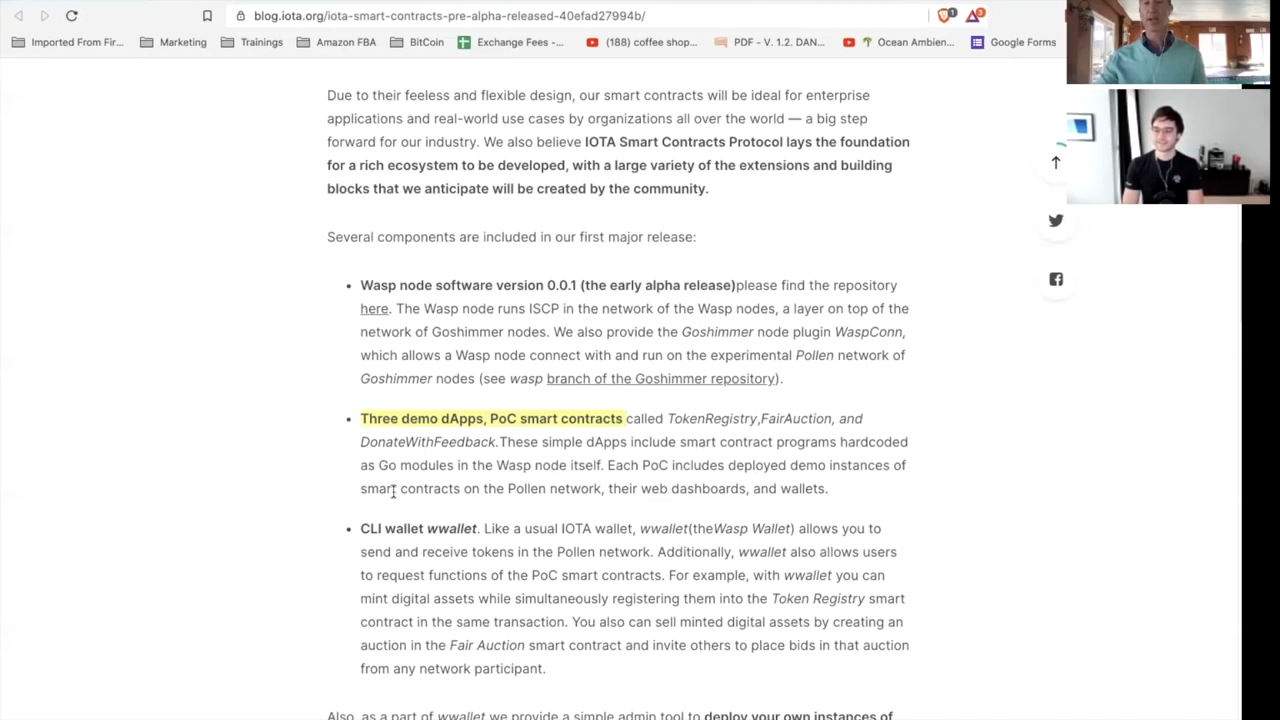 blog.iota.org/iota-smart-contracts-pre-alpha-released-40efad27994b/
1
3
Imported From Fir...
Marketing
Trainings
Amazon FBA
BitCoin
Exchange Fees -...
(188) coffee shop...
PDF - V. 1.2. DAN...
Ocean Ambien...
Google Forms
Due to their feeless and flexible design, our smart contracts will be ideal for enterprise
applications and real-world use cases by organizations all over the world — a big step
forward for our industry. We also believe IOTA Smart Contracts Protocol lays the foundation
for a rich ecosystem to be developed, with a large variety of the extensions and building
blocks that we anticipate will be created by the community.
Several components are included in our first major release:
• Wasp node software version 0.0.1 (the early alpha release)please find the repository
here. The Wasp node runs ISCP in the network of the Wasp nodes, a layer on top of the
network of Goshimmer nodes. We also provide the Goshimmer node plugin WaspConn,
which allows a Wasp node connect with and run on the experimental Pollen network of
Goshimmer nodes (see wasp branch of the Goshimmer repository).
• Three demo dApps, PoC smart contracts called TokenRegistry,FairAuction, and
DonateWithFeedback.These simple dApps include smart contract programs hardcoded
as Go modules in the Wasp node itself. Each PoC includes deployed demo instances of
smart contracts on the Pollen network, their web dashboards, and wallets.
• CLI wallet wwallet. Like a usual IOTA wallet, wwallet(theWasp Wallet) allows you to
send and receive tokens in the Pollen network. Additionally, wwallet also allows users
to request functions of the PoC smart contracts. For example, with wwallet you can
mint digital assets while simultaneously registering them into the Token Registry smart
contract in the same transaction. You also can sell minted digital assets by creating an
auction in the Fair Auction smart contract and invite others to place bids in that auction
from any network participant.
Also, as a part of wwallet we provide a simple admin tool to deploy your own instances of